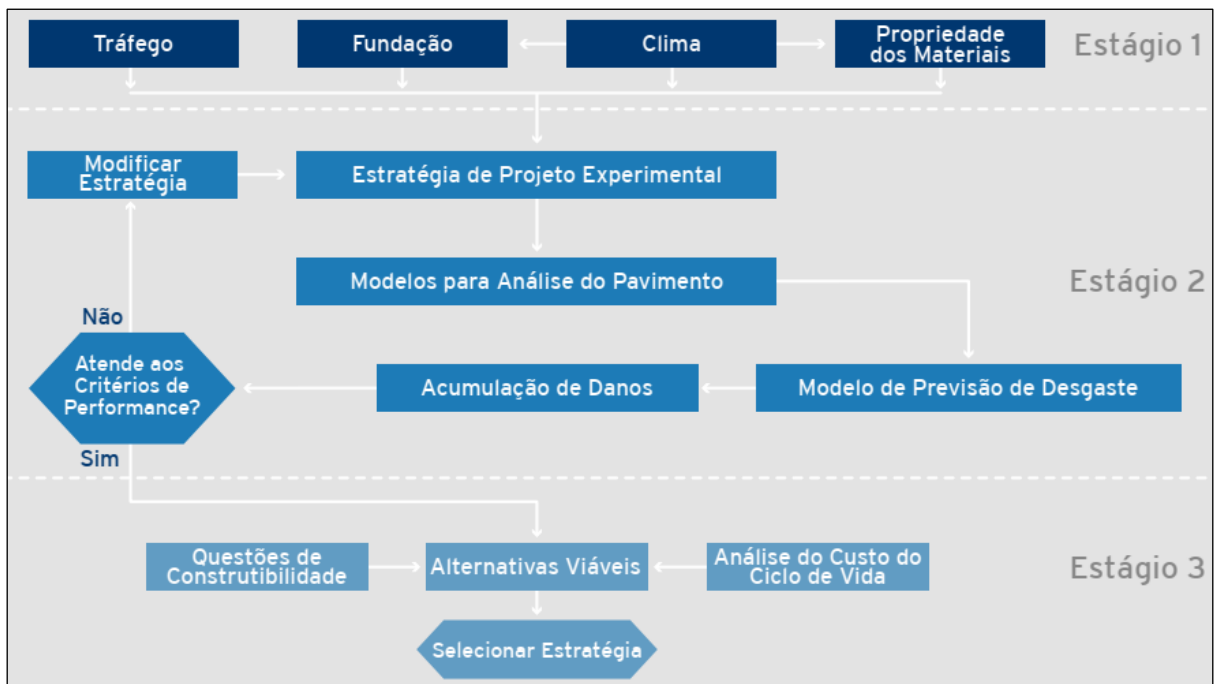 Tráfego
Fundação
Clima
Propriedade
dos Materiais
Estágio 1
Modificar
Estratégia
Estratégia de Projeto Experimental
Modelos para Análise do Pavimento
Estágio 2
Não
Atende aos
Critérios de
Performance?
Acumulação de Danos
Modelo de Previsão de Desgaste
Sim
Questões de
Construtibilidade
Alternativas Viáveis
Análise do Custo do
Ciclo de Vida
Estágio 3
Selecionar Estratégia